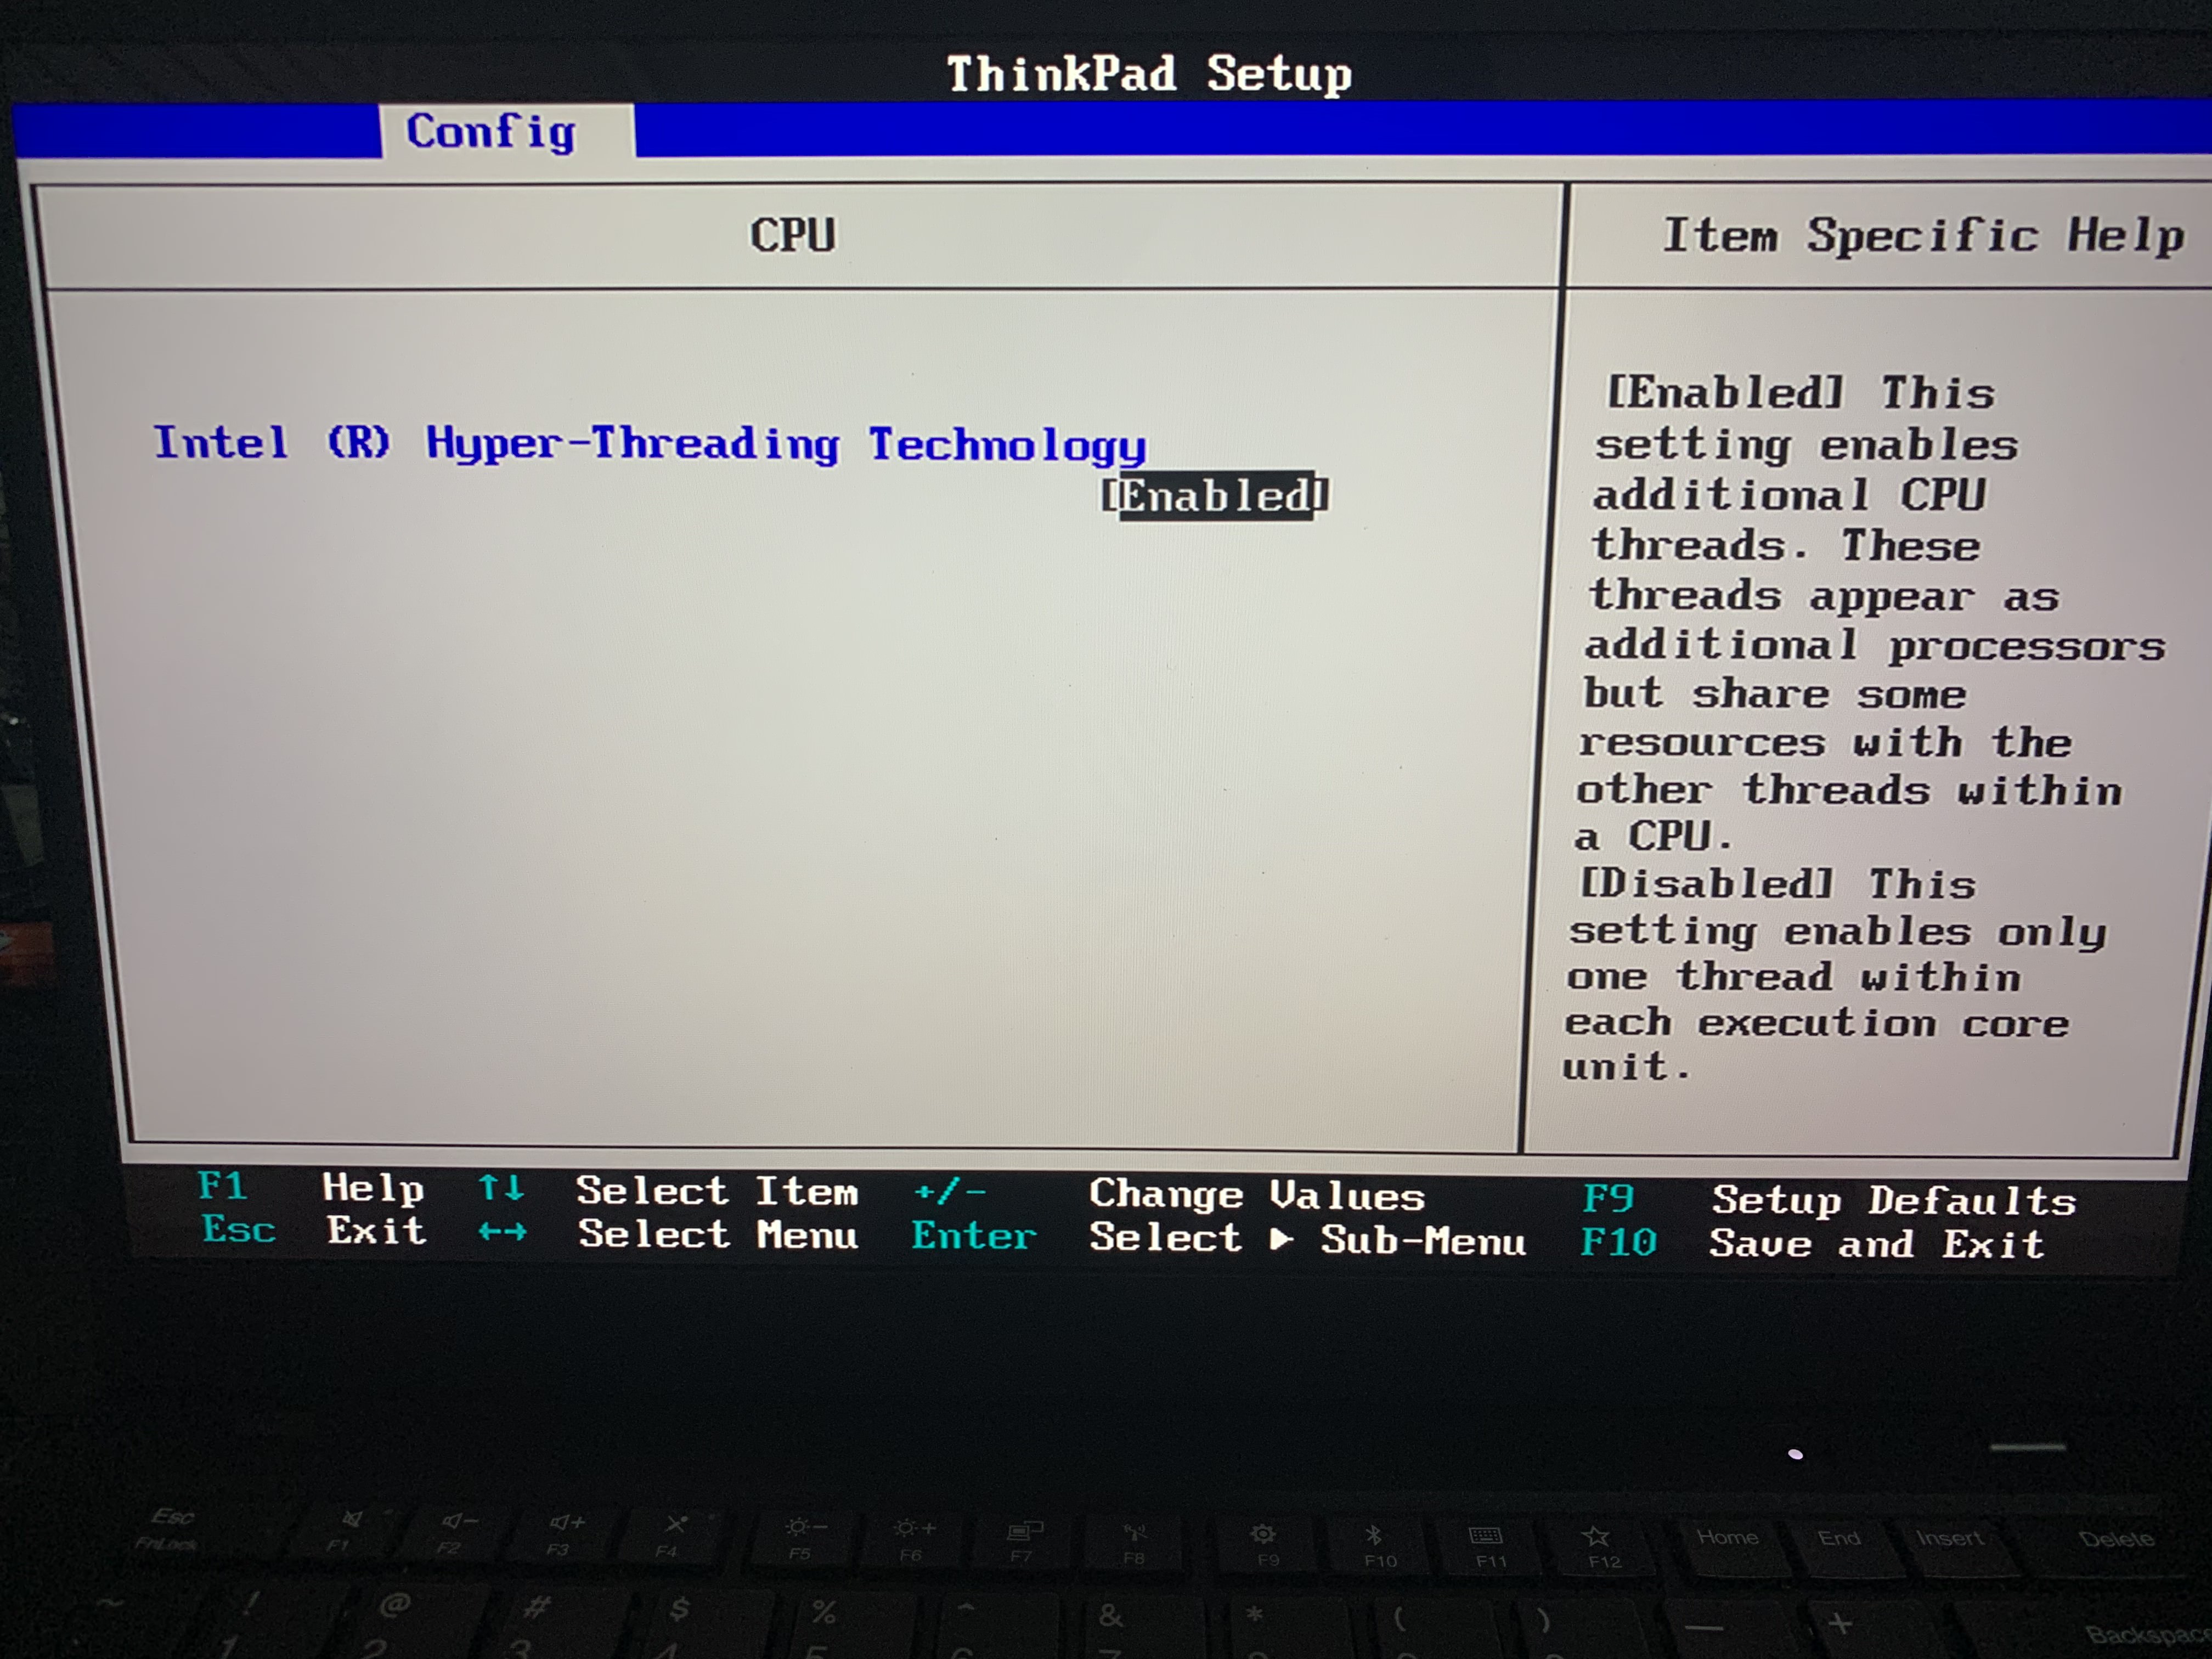 ThinkPad Setup
Config
CPU
Item Specific Help
Intel (R) Hyper-Threading Technology
[Enabled]
[Enabled] This
setting enables
additional CPU
threads. These
threads appear as
additional processors
but share some
resources with the
other threads within
a CPU.
[Disabled] This
setting enables only
one thread within
each execution core
unit.
F1 Help ↑↓ Select Item +/- Change Values F9 Setup Defaults
Esc Exit ←→ Select Menu Enter Select ▶ Sub-Menu F10 Save and Exit
Esc
FnLock F1 F2 F3 F4 F5 F6 F7 F8 F9 F10 F11 F12 Home End Insert Delete
~ ! @ # $ % ^ & * ( ) — + Backspace